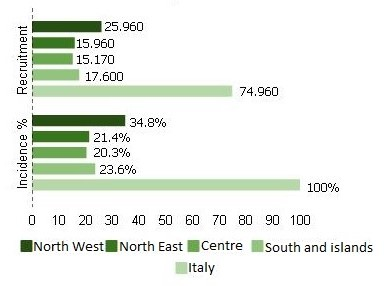 Recruitment
25.960
15.960
15.170
17.600
74.960
Incidence %
34.8%
21.4%
20.3%
23.6%
100%
0 10 20 30 40 50 60 70 80 90 100
North West North East Centre South and islands
Italy